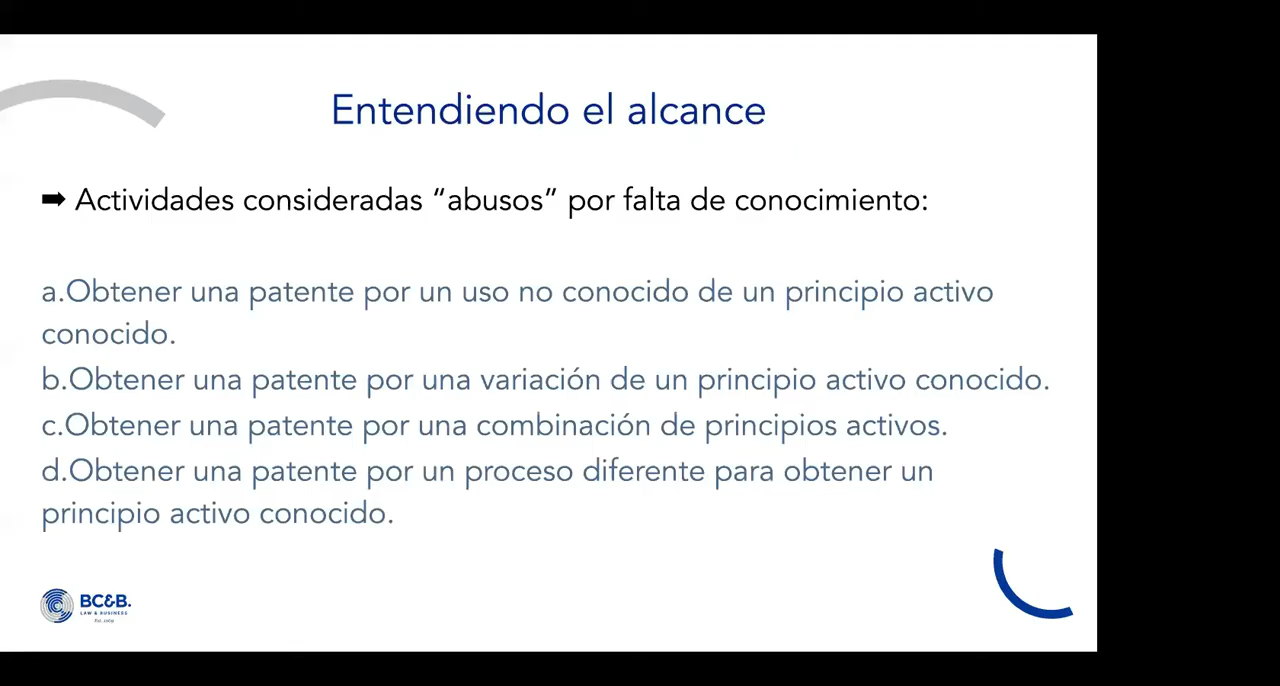 Entendiendo el alcance
➡ Actividades consideradas “abusos” por falta de conocimiento:
a.Obtener una patente por un uso no conocido de un principio activo
conocido.
b.Obtener una patente por una variación de un principio activo conocido.
c.Obtener una patente por una combinación de principios activos.
d.Obtener una patente por un proceso diferente para obtener un
principio activo conocido.
BC&B.
LAW & BUSINESS